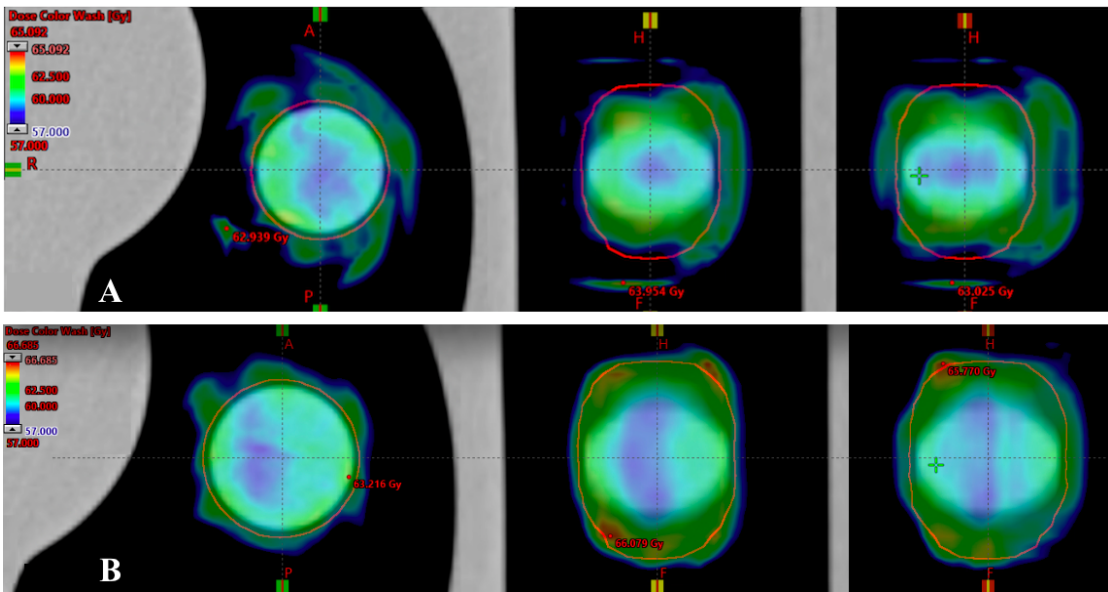 Dose Color Wash [Gy]
65.092
65.092
62.500
60.000
57.000
57.000
R
A
P
62.939 Gy
A
H
63.954 Gy
F
H
63.025 Gy
F
Dose Color Wash [Gy]
66.685
66.685
62.500
60.000
57.000
57.000
A
63.216 Gy
P
B
H
66.079 Gy
F
H
65.770 Gy
F